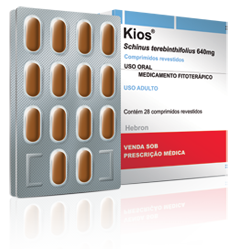 Kios®
Schinus terebinthifolius 640mg
Comprimidos revestidos
USO ORAL
MEDICAMENTO FITOTERÁPICO
USO ADULTO
Contém 28 comprimidos revestidos
Hebron
VENDA SOB
PRESCRIÇÃO MÉDICA